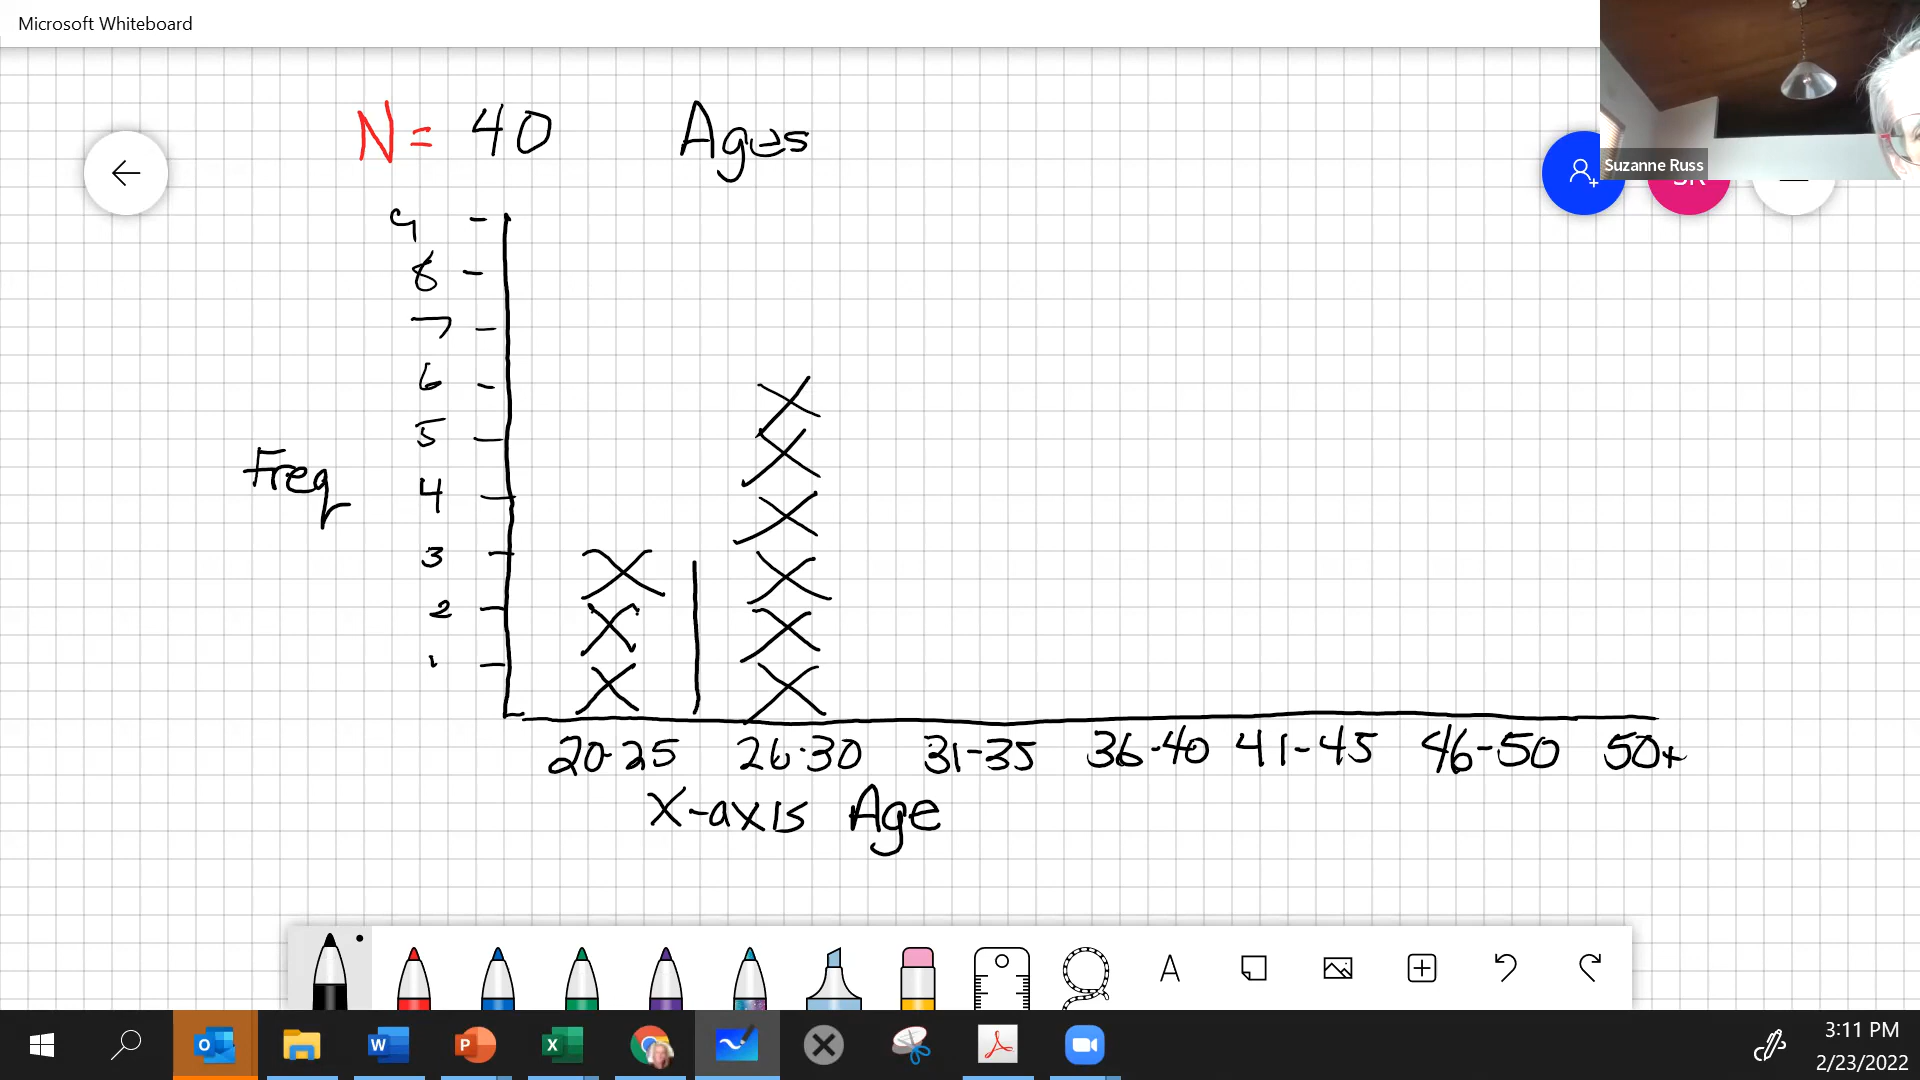 Microsoft Whiteboard
Suzanne Russ
N = 40 Ages
9
8
7
6
5
Freq
4
3
2
1
X
X
X
X
X
X
X
X
X
20-25 26-30 31-35 36-40 41-45 46-50 50+
X-axis Age
A
3:11 PM
2/23/2022